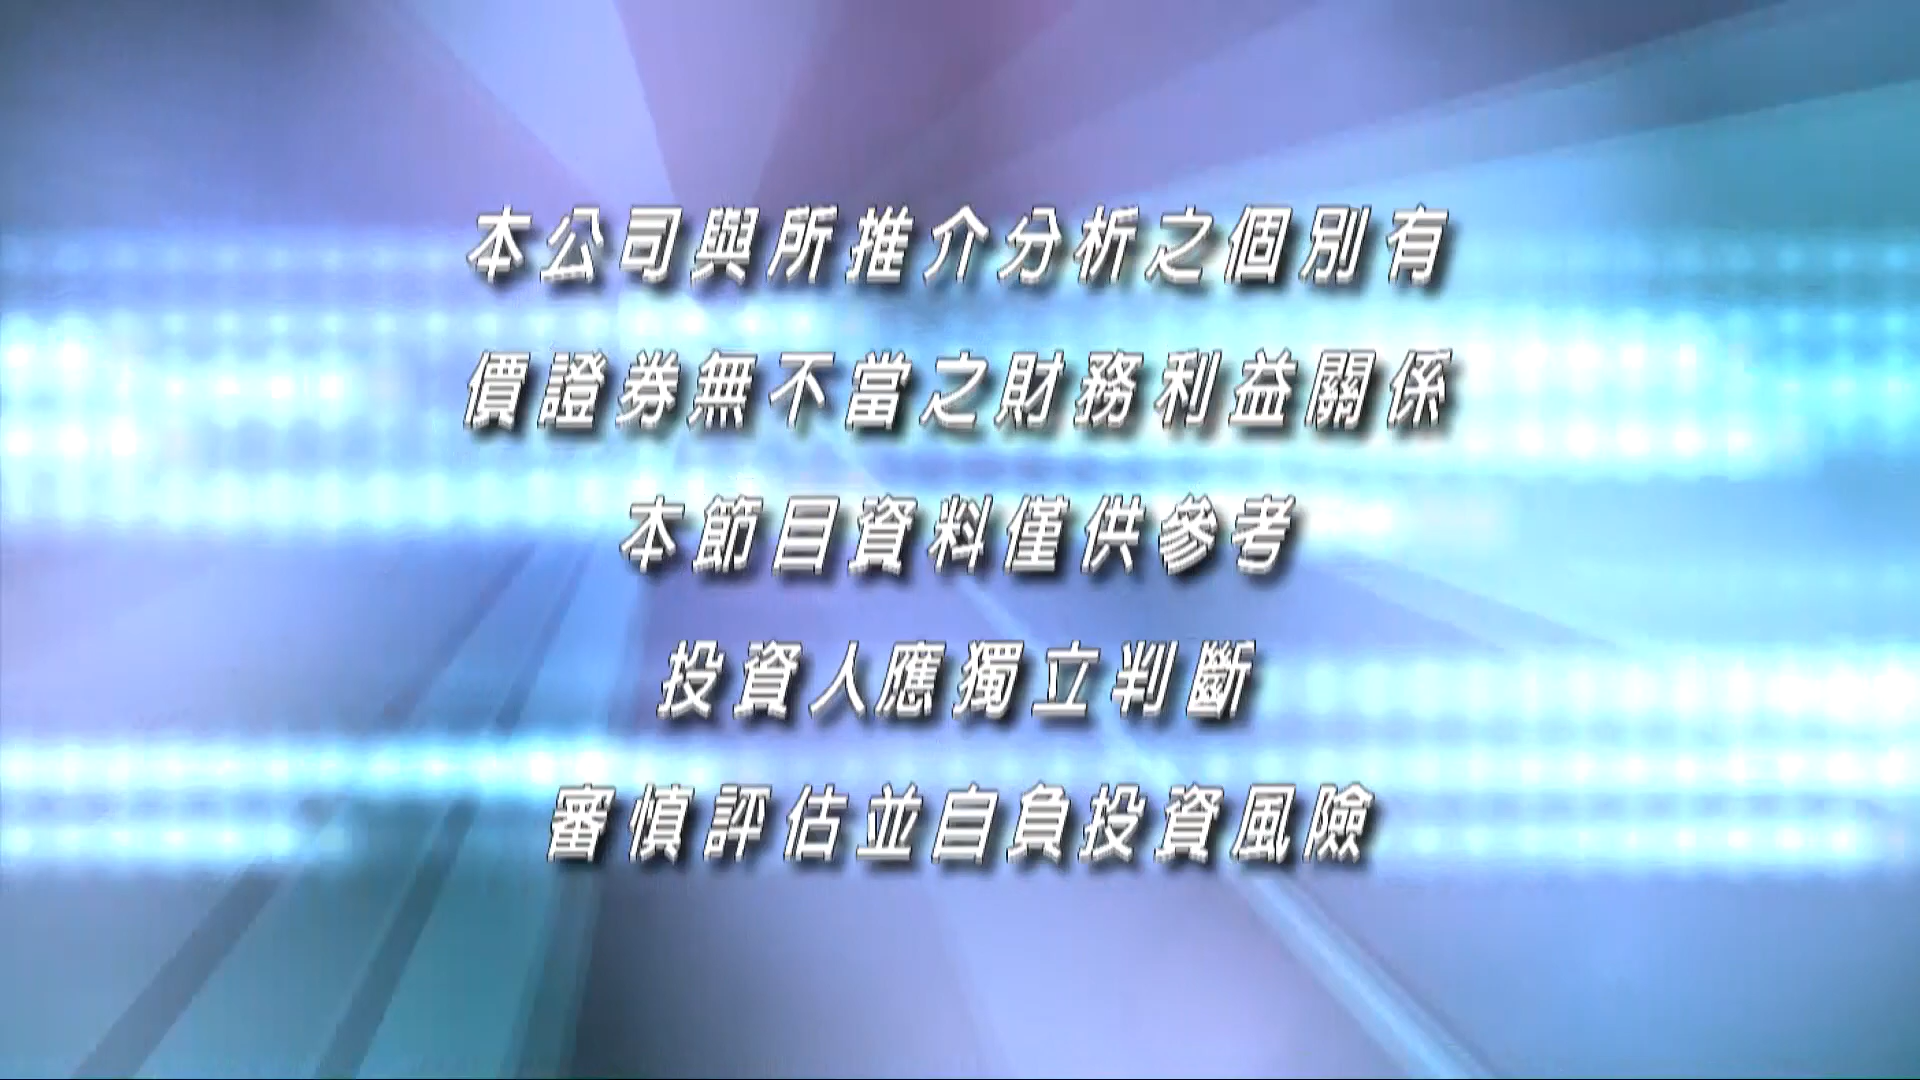 本公司與所推介分析之個別有
價證券無不當之財務利益關係
本節目資料僅供參考
投資人應獨立判斷
審慎評估並自負投資風險